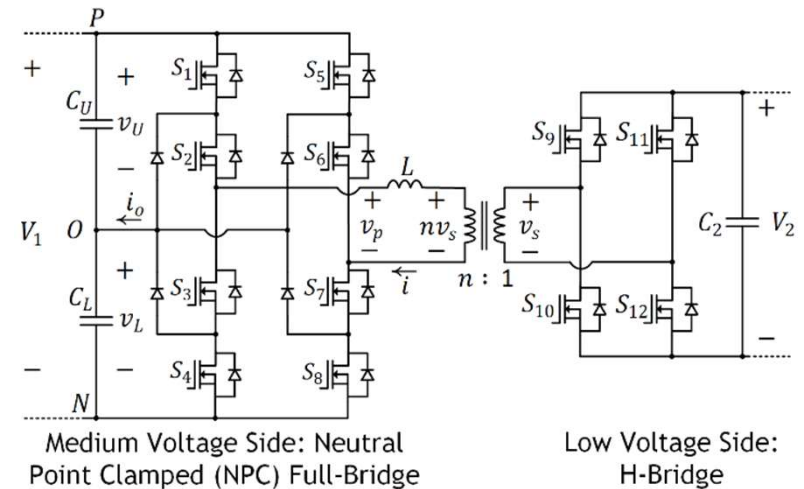 P
+
+
S1
S5
CU
vU
S9
S11
+
−
S2
S6
L
io
+
+
+
V1
O
vp
nvs
vs
C2
V2
−
−
−
+
i
n : 1
CL
vL
S3
S7
S10
S12
−
−
S4
S8
−
N
Medium Voltage Side: Neutral
Point Clamped (NPC) Full-Bridge
Low Voltage Side:
H-Bridge